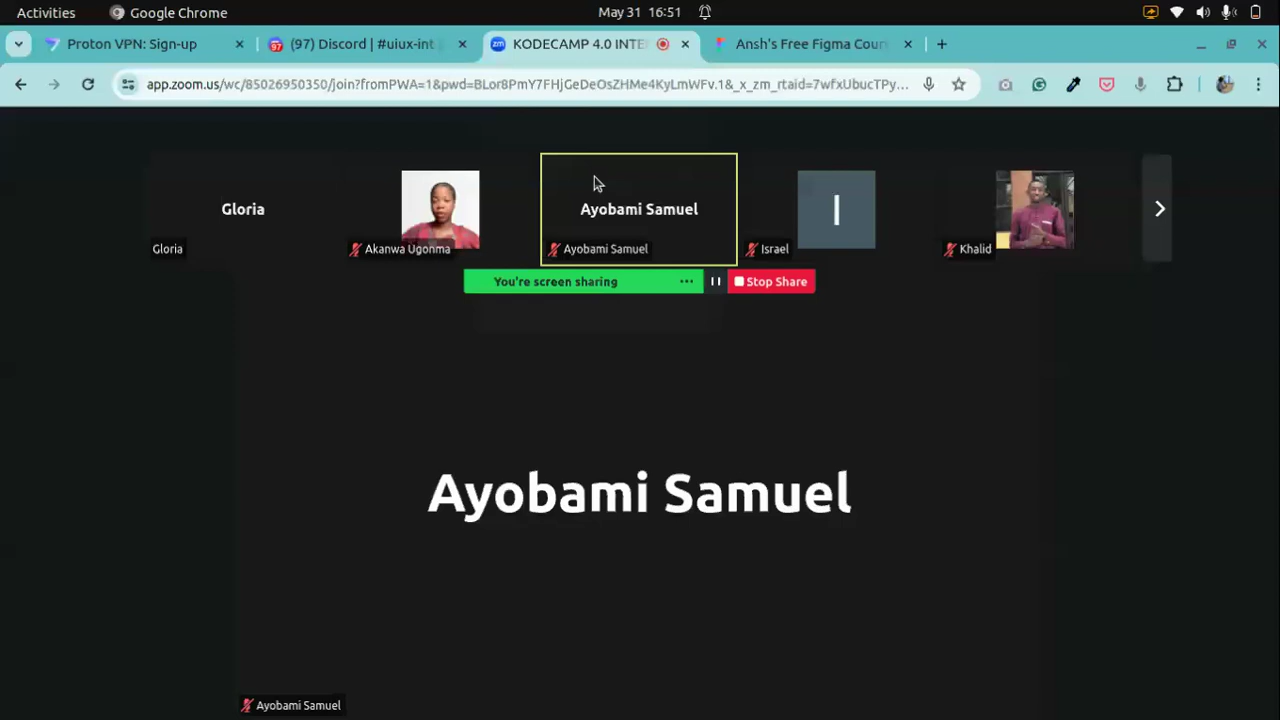 Activities
Google Chrome
May 31 16:51
Proton VPN: Sign-up
(97) Discord | #uiux-int
KODECAMP 4.0 INTE
Ansh's Free Figma Cour
app.zoom.us/wc/85026950350/join?fromPWA=1&pwd=BLor8PmY7FHjGeDeOsZHMe4KyLmWFv.1&_x_zm_rtaid=7wfxUbucTPy...
Gloria
Ayobami Samuel
I
Gloria
Akanwa Ugonma
Ayobami Samuel
Israel
Khalid
You're screen sharing
Stop Share
Ayobami Samuel
Ayobami Samuel